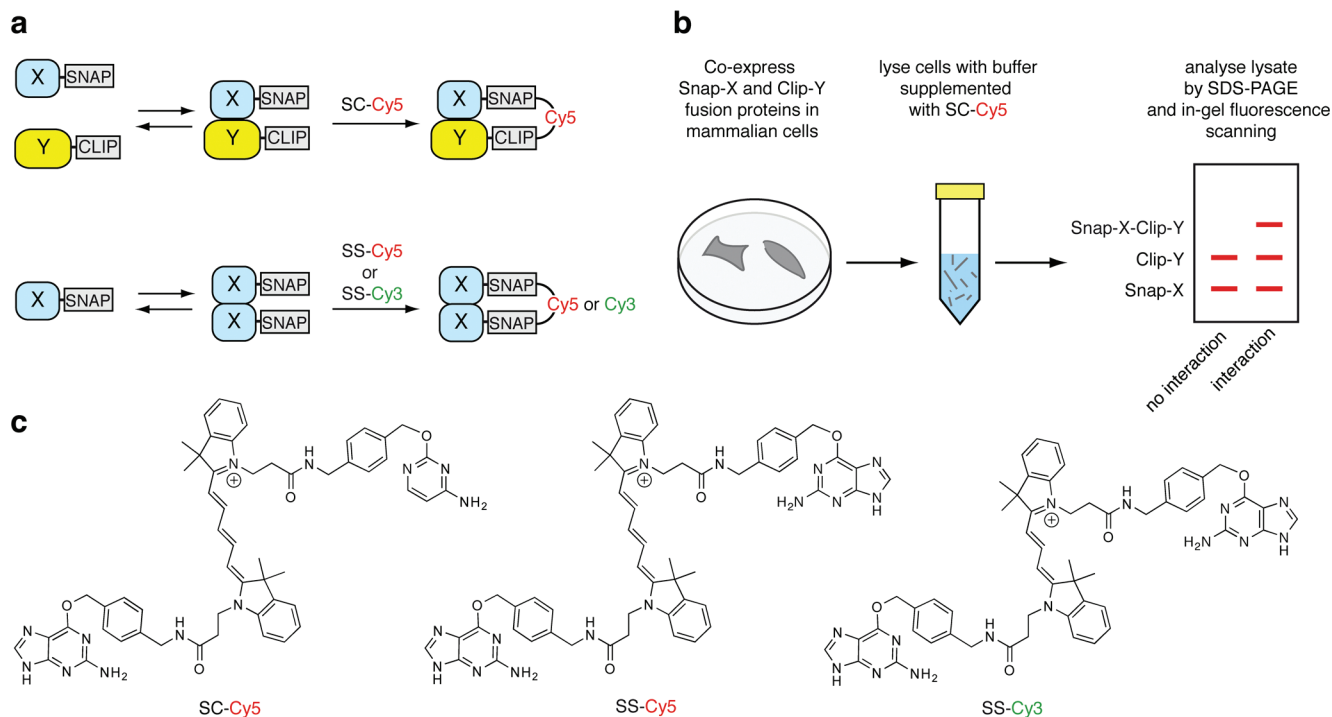 a
X
SNAP
Y
CLIP
X
SNAP
Y
CLIP
SC-Cy5
X
SNAP
Y
CLIP
Cy5
X
SNAP
X
SNAP
X
SNAP
SS-Cy5
or
SS-Cy3
X
SNAP
X
SNAP
Cy5 or Cy3
b
Co-express
Snap-X and Clip-Y
fusion proteins in
mammalian cells
lyse cells with buffer
supplemented
with SC-Cy5
analyse lysate
by SDS-PAGE
and in-gel fluorescence
scanning
Snap-X-Clip-Y
Clip-Y
Snap-X
no interaction
interaction
c
N
+
O
H
N
O
N
N
NH₂
N
O
N
N
N
H
N
N
NH₂
NH
O
SC-Cy5
N
+
O
H
N
O
N
N
N
N
H
H₂N
N
O
N
N
N
H
N
N
NH₂
NH
O
SS-Cy5
N
+
O
H
N
O
N
N
N
N
H
H₂N
N
O
N
N
N
H
N
N
NH₂
NH
O
SS-Cy3